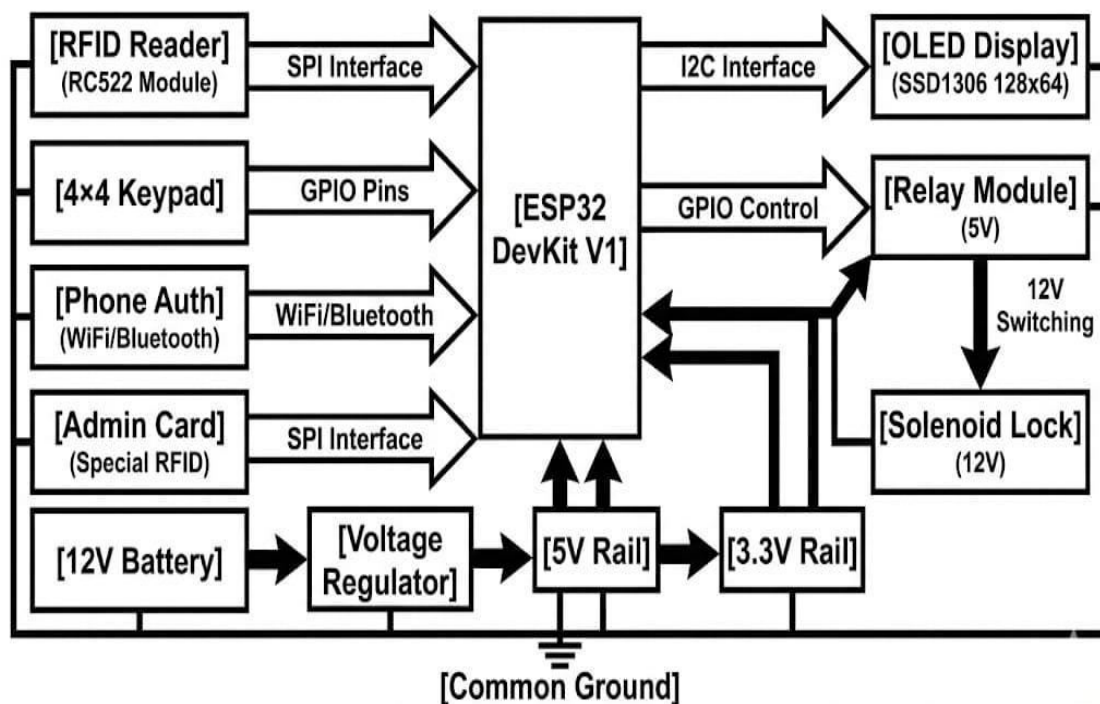 [RFID Reader]
(RC522 Module)
SPI Interface
[OLED Display]
(SSD1306 128x64)
I2C Interface
[4×4 Keypad]
GPIO Pins
[ESP32
DevKit V1]
GPIO Control
[Relay Module]
(5V)
[Phone Auth]
(WiFi/Bluetooth)
WiFi/Bluetooth
12V
Switching
[Admin Card]
(Special RFID)
SPI Interface
[Solenoid Lock]
(12V)
[12V Battery]
[Voltage
Regulator]
[5V Rail]
[3.3V Rail]
[Common Ground]